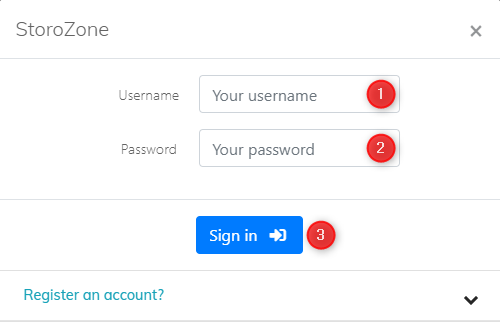 StoroZone ×
Username Your username 1
Password Your password 2
Sign in 3
Register an account?